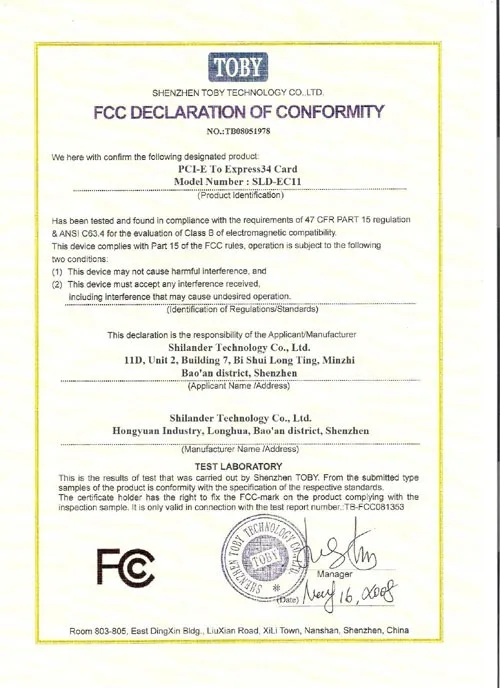 TOBY
SHENZHEN TOBY TECHNOLOGY CO.,LTD.
FCC DECLARATION OF CONFORMITY
NO.:TB08051978
We here with confirm the following designated product:
PCI-E To Express34 Card
Model Number : SLD-EC11
(Product Identification)
Has been tested and found in compliance with the requirements of 47 CFR PART 15 regulation
& ANSI C63.4 for the evaluation of Class B of electromagnetic compatibility.
This device complies with Part 15 of the FCC rules, operation is subject to the following
two conditions:
(1) This device may not cause harmful interference, and
(2) This device must accept any interference received,
including interference that may cause undesired operation.
(Identification of Regulations/Standards)
This declaration is the responsibility of the Applicant/Manufacturer
Shilander Technology Co., Ltd.
11D, Unit 2, Building 7, Bi Shui Long Ting, Minzhi
Bao'an district, Shenzhen
(Applicant Name /Address)
Shilander Technology Co., Ltd.
Hongyuan Industry, Longhua, Bao'an district, Shenzhen
(Manufacturer Name /Address)
TEST LABORATORY
This is the results of test that was carried out by Shenzhen TOBY. From the submitted type
samples of the product is conformity with the specification of the respective standards.
The certificate holder has the right to fix the FCC-mark on the product complying with the
inspection sample. It is only valid in connection with the test report number.:TB-FCC081353
FCC
SHENZHEN TOBY TECHNOLOGY CO., LTD.
TOBY
Manager
(Date) May 16, 2008
Room 803-805, East DingXin Bldg., LiuXian Road, XiLi Town, Nanshan, Shenzhen, China